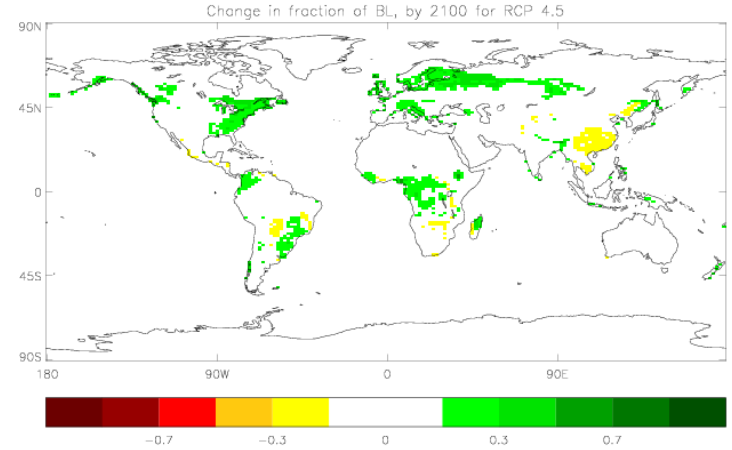 Change in fraction of BL, by 2100 for RCP 4.5
90N
45N
0
45S
90S
180 90W 0 90E
−0.7 −0.3 0 0.3 0.7